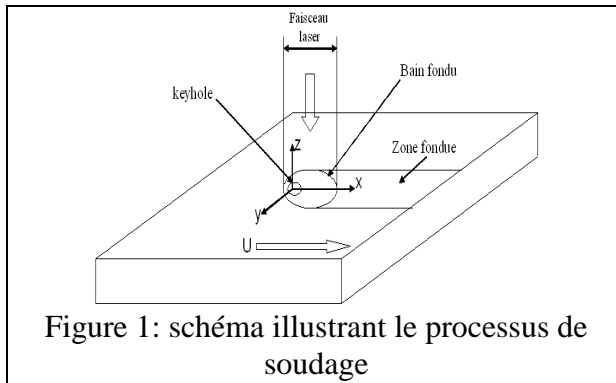 Faisceau
laser
Bain fondu
keyhole
Zone fondue
z
x
y
U
Figure 1: schéma illustrant le processus de
soudage